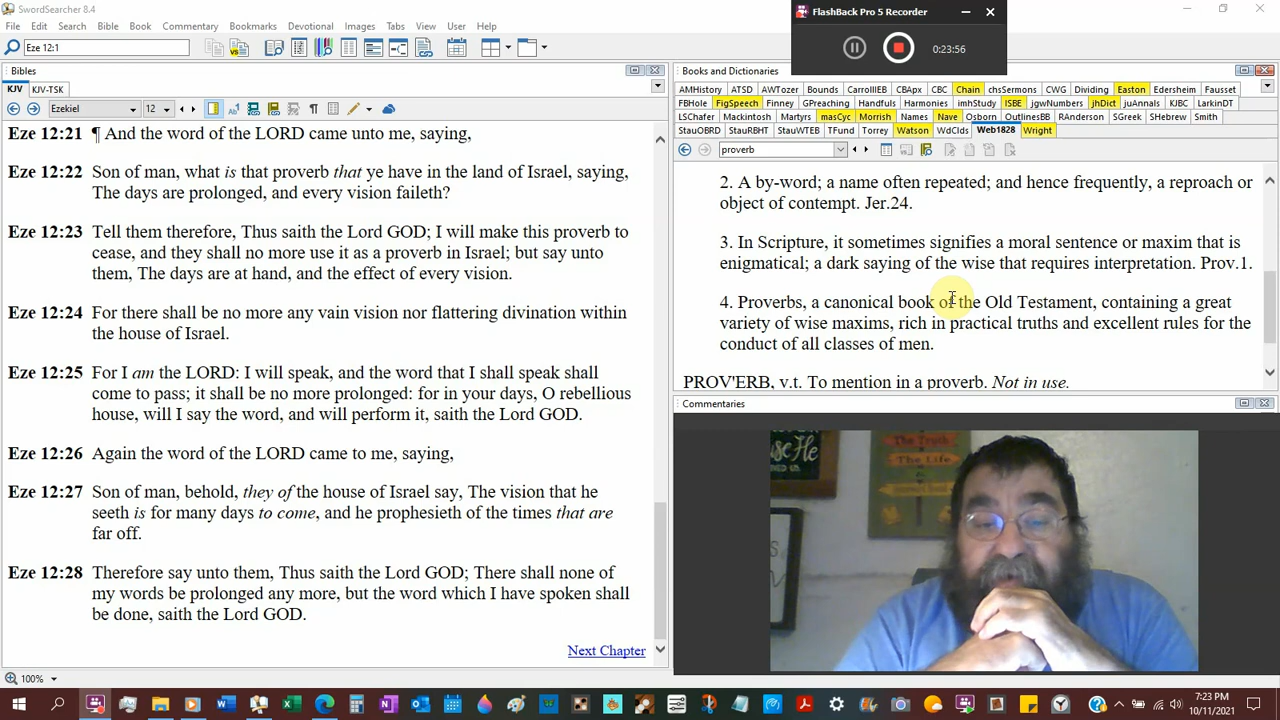 SwordSearcher 8.4
FlashBack Pro 5 Recorder
File Edit Search Bible Book Commentary Bookmarks Devotional Images Tabs View User Help
Eze 12:1
0:23:56
Bibles
KJV KJV-TSK
Ezekiel 12
Eze 12:21 ¶ And the word of the LORD came unto me, saying,
Eze 12:22 Son of man, what is that proverb that ye have in the land of Israel, saying,
The days are prolonged, and every vision faileth?
Eze 12:23 Tell them therefore, Thus saith the Lord GOD; I will make this proverb to
cease, and they shall no more use it as a proverb in Israel; but say unto
them, The days are at hand, and the effect of every vision.
Eze 12:24 For there shall be no more any vain vision nor flattering divination within
the house of Israel.
Eze 12:25 For I am the LORD: I will speak, and the word that I shall speak shall
come to pass; it shall be no more prolonged: for in your days, O rebellious
house, will I say the word, and will perform it, saith the Lord GOD.
Eze 12:26 Again the word of the LORD came to me, saying,
Eze 12:27 Son of man, behold, they of the house of Israel say, The vision that he
seeth is for many days to come, and he prophesieth of the times that are
far off.
Eze 12:28 Therefore say unto them, Thus saith the Lord GOD; There shall none of
my words be prolonged any more, but the word which I have spoken shall
be done, saith the Lord GOD.
Next Chapter
100%
Books and Dictionaries
AMHistory ATSD AWTozer Bounds CarrollIEB CBApx CBC Chain chsSermons CWG Dividing Easton Edersheim Fausset
FBHole FigSpeech Finney GPreaching Handfuls Harmonies imhStudy ISBE jgwNumbers jhDict juAnnals KJBC LarkinDT
LSChafer Mackintosh Martyrs masCyc Morrish Names Nave Osborn OutlinesBB RAnderson SGreek SHebrew Smith
StauOBRD StauRBHT StauWTEB TFund Torrey Watson WdClds Web1828 Wright
proverb
2. A by-word; a name often repeated; and hence frequently, a reproach or
object of contempt. Jer.24.
3. In Scripture, it sometimes signifies a moral sentence or maxim that is
enigmatical; a dark saying of the wise that requires interpretation. Prov.1.
4. Proverbs, a canonical book of the Old Testament, containing a great
variety of wise maxims, rich in practical truths and excellent rules for the
conduct of all classes of men.
PROV'ERB, v.t. To mention in a proverb. Not in use.
Commentaries
The Truth
The Life
7:23 PM
10/11/2021